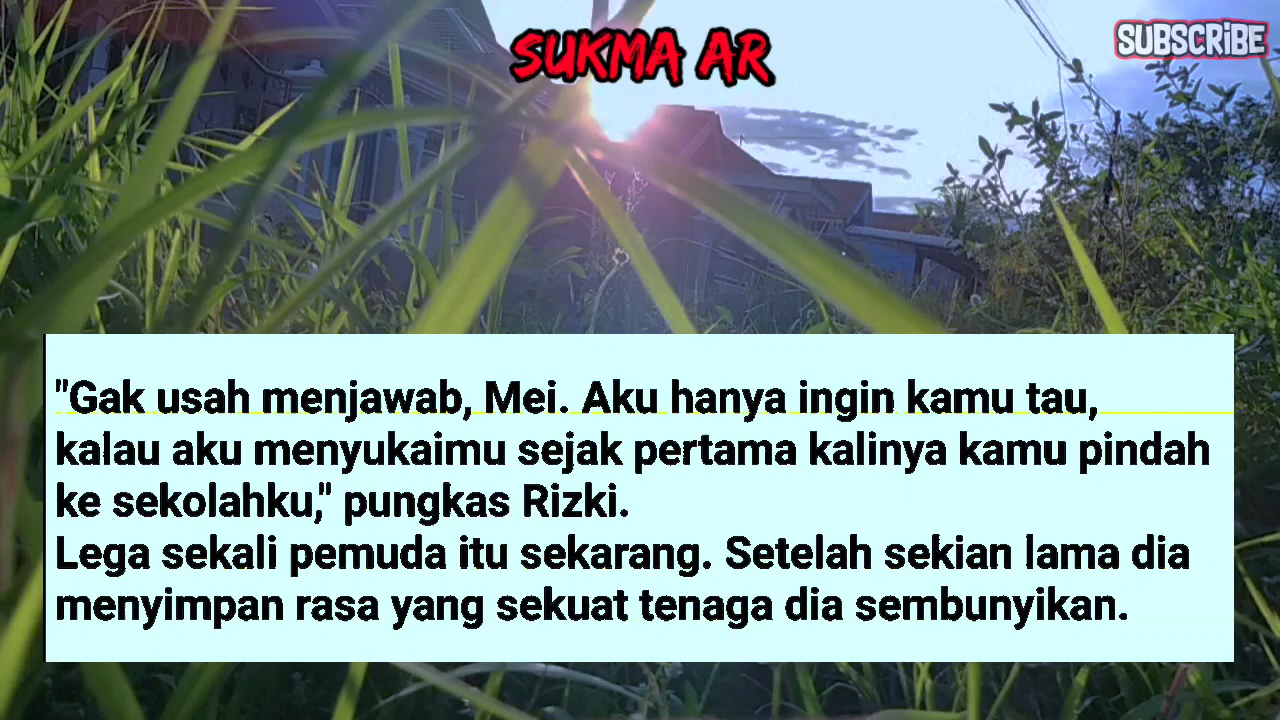 SUKMA AR
SUBSCRIBE
"Gak usah menjawab, Mei. Aku hanya ingin kamu tau,
kalau aku menyukaimu sejak pertama kalinya kamu pindah
ke sekolahku," pungkas Rizki.
Lega sekali pemuda itu sekarang. Setelah sekian lama dia
menyimpan rasa yang sekuat tenaga dia sembunyikan.